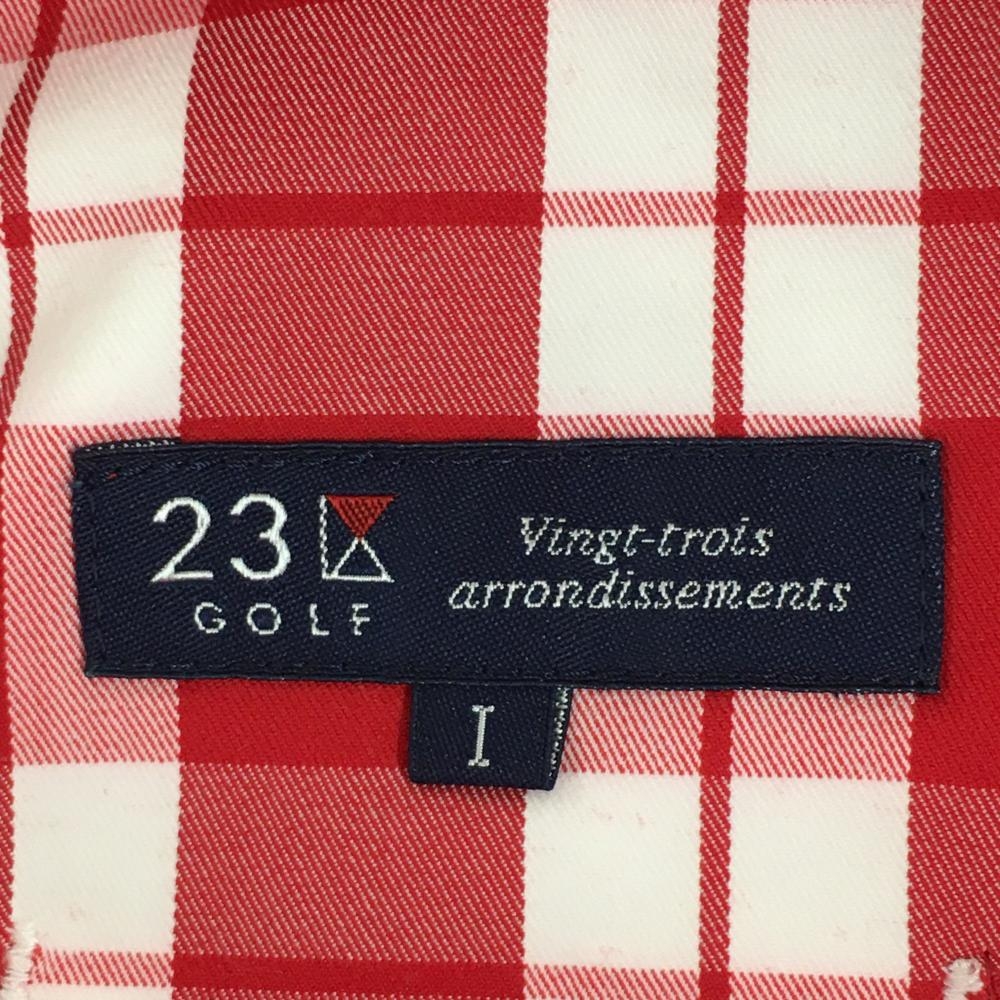 23
GOLF
Vingt-trois
arrondissements
I